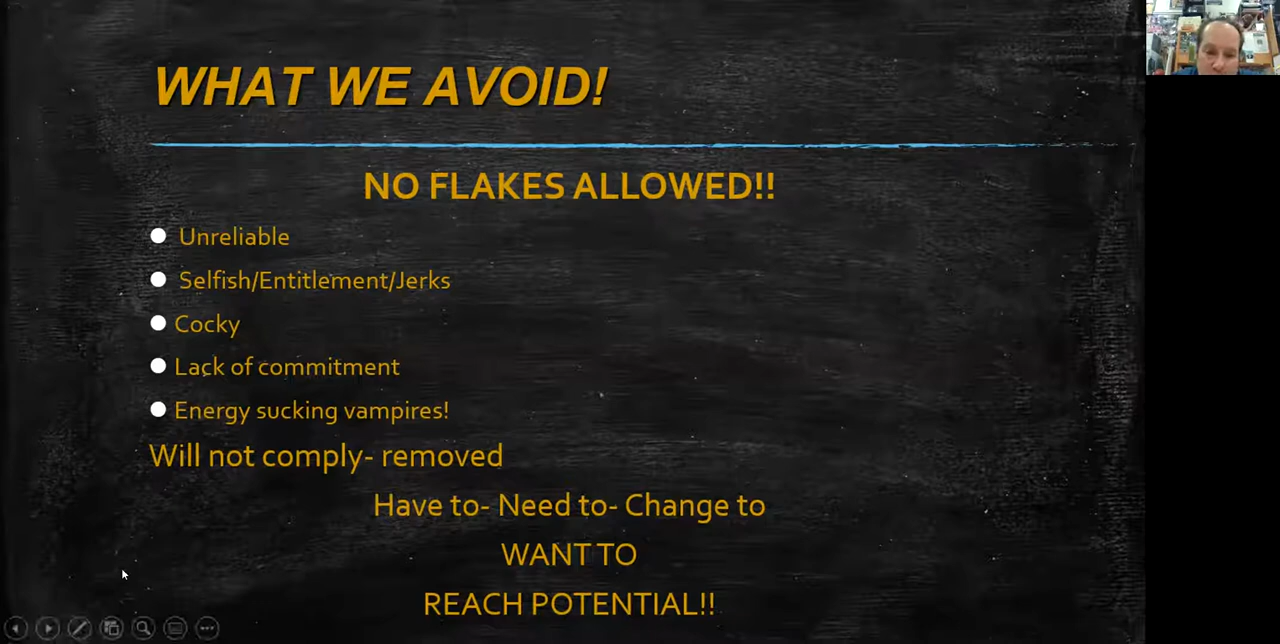 WHAT WE AVOID!
NO FLAKES ALLOWED!!
Unreliable
Selfish/Entitlement/Jerks
Cocky
Lack of commitment
Energy sucking vampires!
Will not comply- removed
Have to- Need to- Change to
WANT TO
REACH POTENTIAL!!